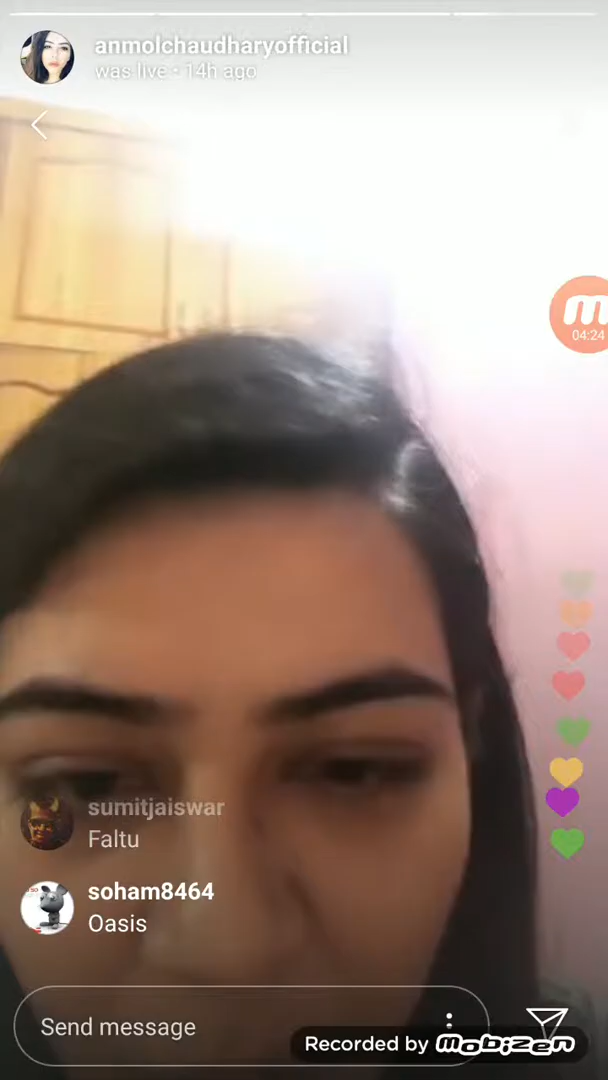 anmolchaudharyofficial
was live • 14h ago
m
04:24
sumitjaiswar
Faltu
soham8464
Oasis
Send message
Recorded by mobizen